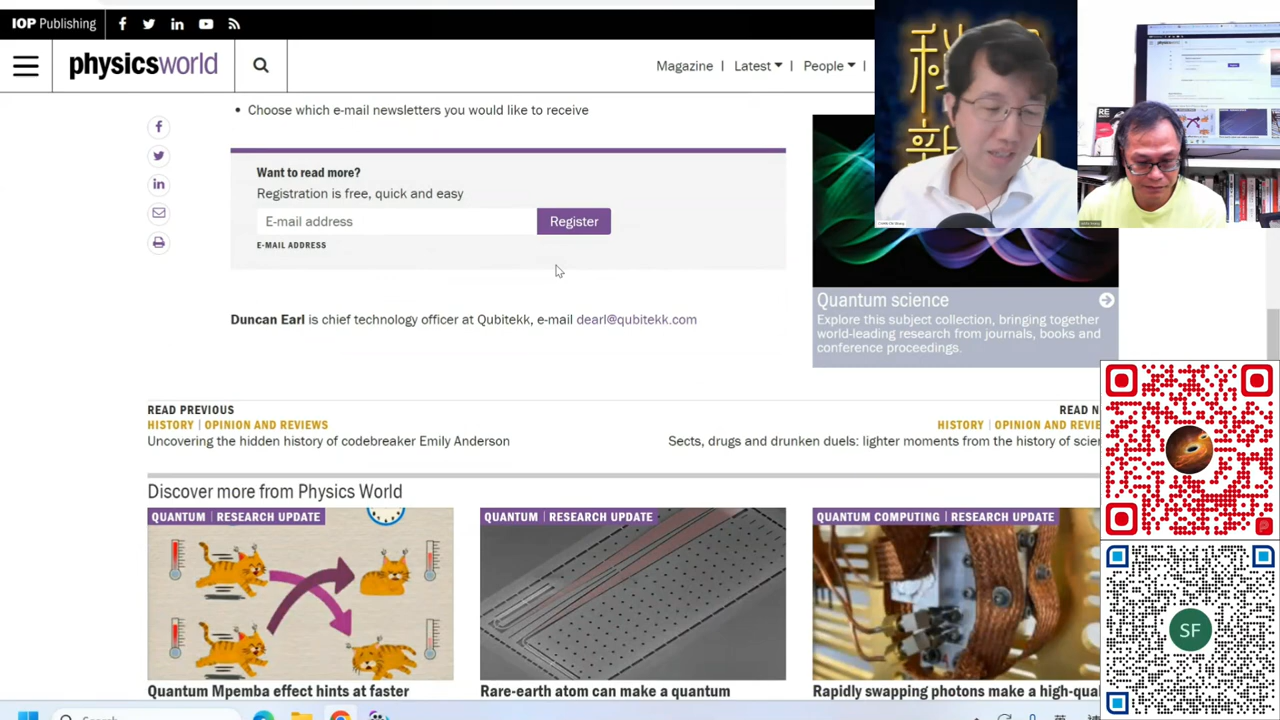 IOP Publishing
physicsworld
Magazine
Latest
People
Choose which e-mail newsletters you would like to receive
Want to read more?
Registration is free, quick and easy
E-mail address
Register
E-MAIL ADDRESS
Duncan Earl is chief technology officer at Qubitekk, e-mail dearl@qubitekk.com
Quantum science
Explore this subject collection, bringing together
world-leading research from journals, books and
conference proceedings.
READ PREVIOUS
HISTORY | OPINION AND REVIEWS
Uncovering the hidden history of codebreaker Emily Anderson
READ N
HISTORY | OPINION AND REVIE
Sects, drugs and drunken duels: lighter moments from the history of scien
Discover more from Physics World
QUANTUM | RESEARCH UPDATE
Quantum Mpemba effect hints at faster
QUANTUM | RESEARCH UPDATE
Rare-earth atom can make a quantum
QUANTUM COMPUTING | RESEARCH UPDATE
Rapidly swapping photons make a high-qual
SF